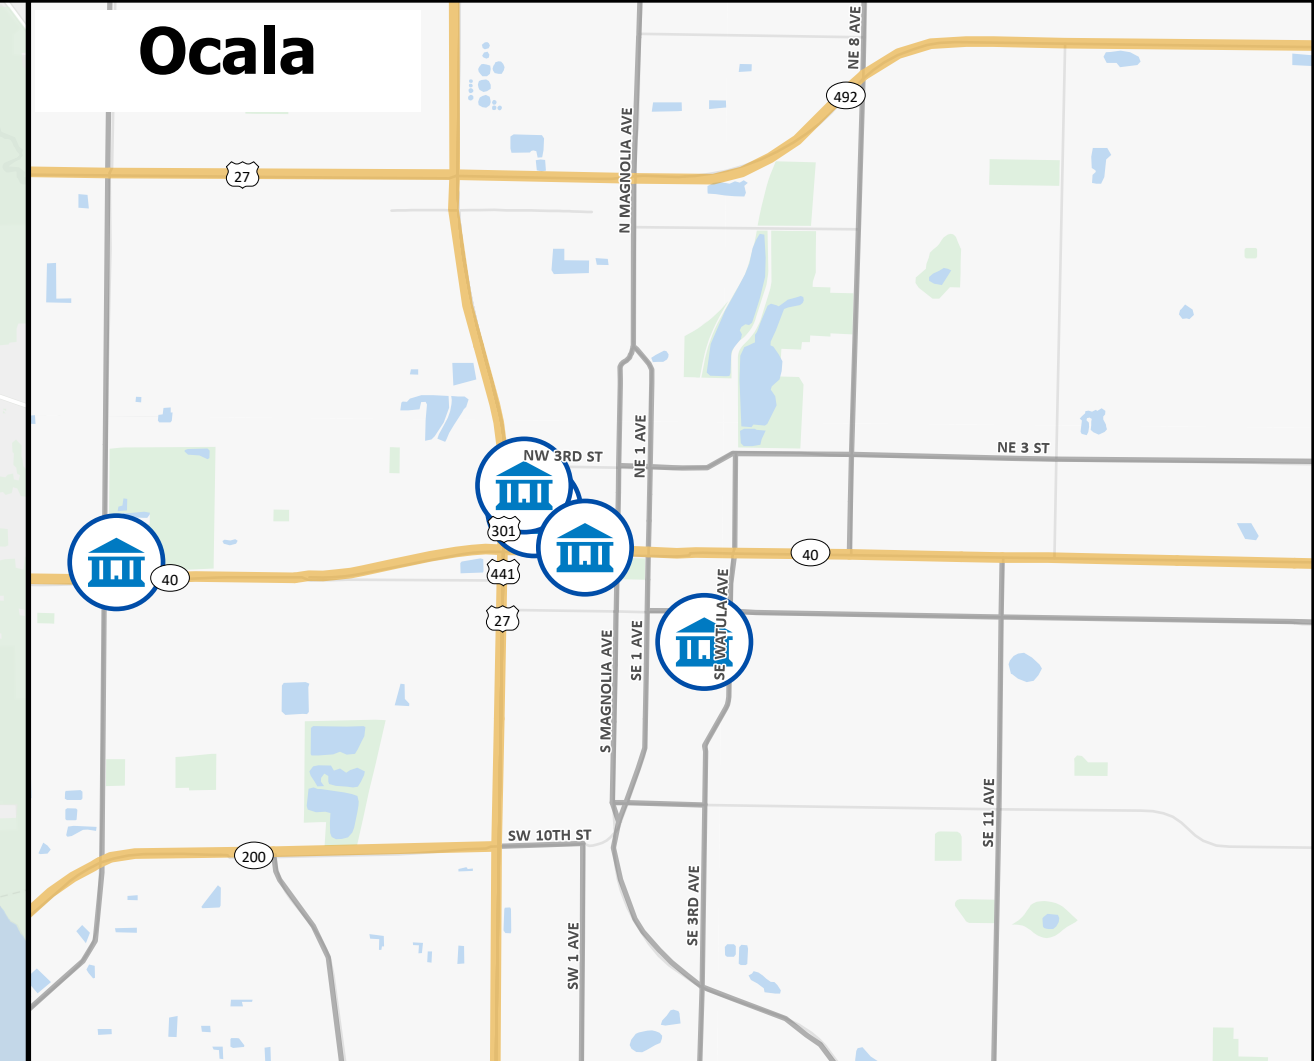 Ocala
NE 8 AVE
492
N MAGNOLIA AVE
27
NE 1 AVE
NE 3 ST
NW 3RD ST
301
40
441
40
27
SE WATULA AVE
S MAGNOLIA AVE
SE 1 AVE
SE 11 AVE
SW 10TH ST
200
SE 3RD AVE
SW 1 AVE